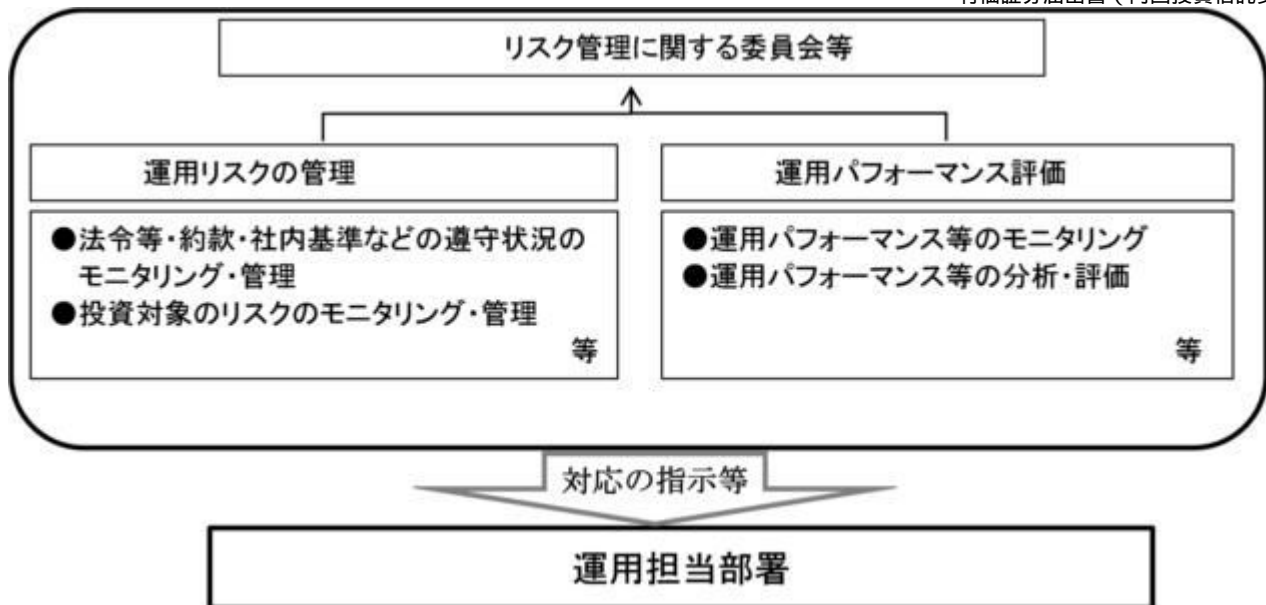 リスク管理に関する委員会等
運用リスクの管理
●法令等・約款・社内基準などの遵守状況の
モニタリング・管理
●投資対象のリスクのモニタリング・管理
等
運用パフォーマンス評価
●運用パフォーマンス等のモニタリング
●運用パフォーマンス等の分析・評価
等
対応の指示等
運用担当部署